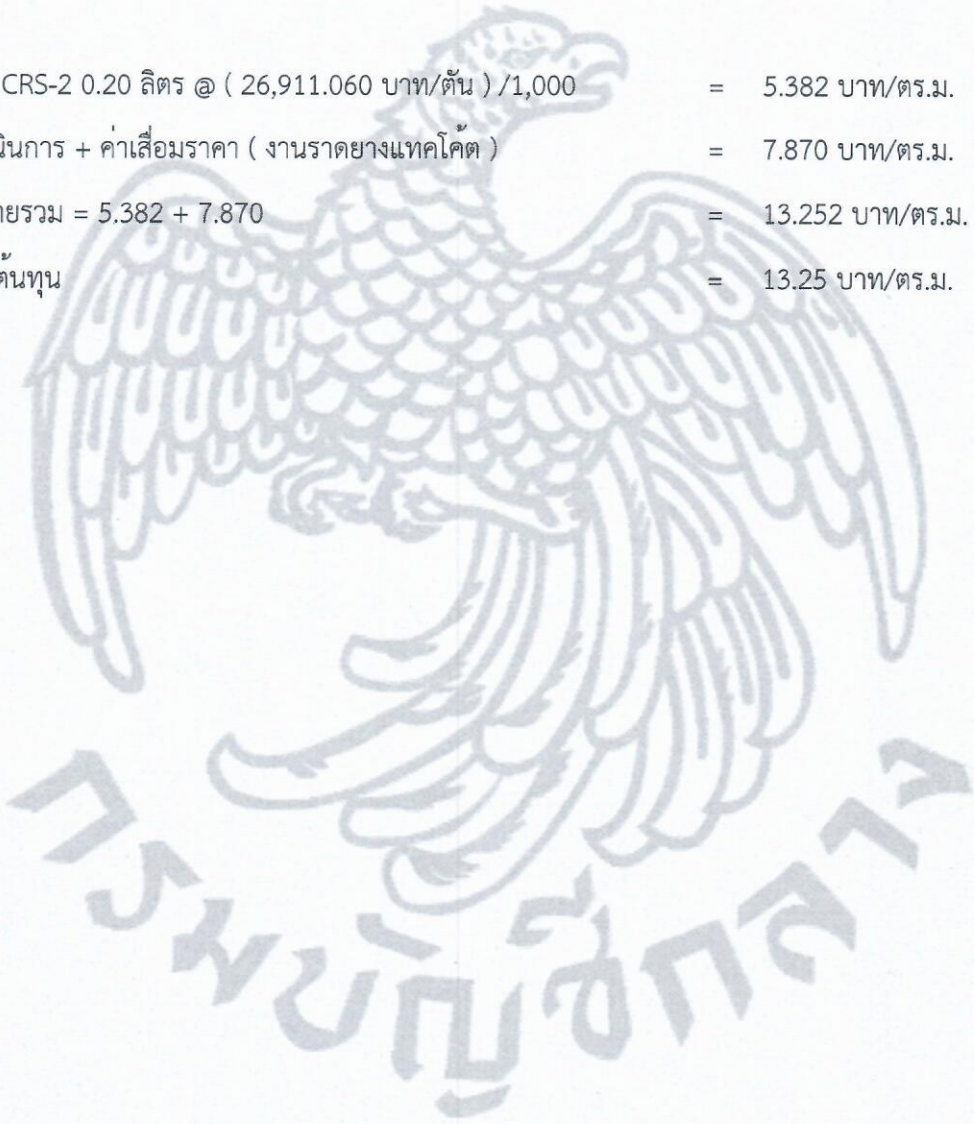 CRS-2 0.20 ลิตร @ ( 26,911.060 บาท/ตัน ) /1,000 = 5.382 บาท/ตร.ม.
นินการ + ค่าเสื่อมราคา ( งานราดยางแทคโค้ต ) = 7.870 บาท/ตร.ม.
ายรวม = 5.382 + 7.870 = 13.252 บาท/ตร.ม.
ต้นทุน = 13.25 บาท/ตร.ม.
กรมบัญชีกลาง